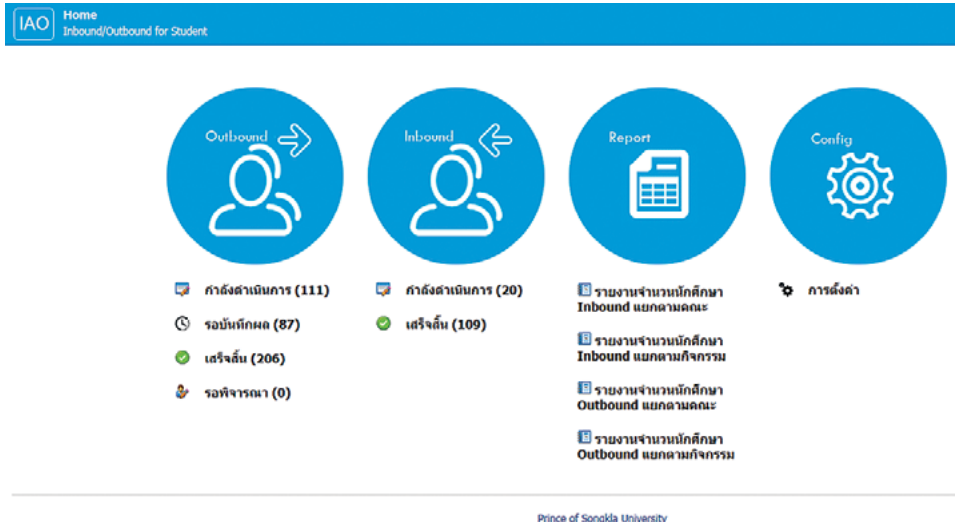 IAO
Home
Inbound/Outbound for Student
Outbound
Inbound
Report
Config
กำลังดำเนินการ (111)
รอบันทึกผล (87)
เสร็จสิ้น (206)
รอพิจารณา (0)
กำลังดำเนินการ (20)
เสร็จสิ้น (109)
รายงานจำนวนนักศึกษา
Inbound แยกตามคณะ
รายงานจำนวนนักศึกษา
Inbound แยกตามกิจกรรม
รายงานจำนวนนักศึกษา
Outbound แยกตามคณะ
รายงานจำนวนนักศึกษา
Outbound แยกตามกิจกรรม
การตั้งค่า
Prince of Songkla University